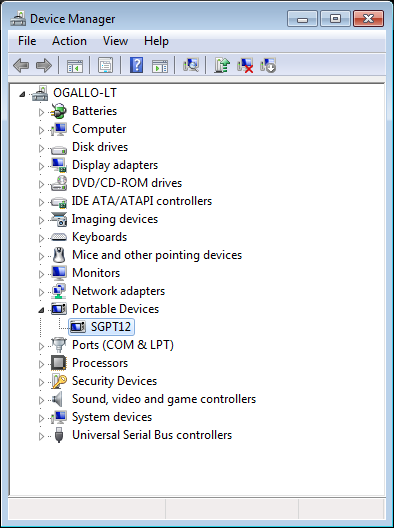 Device Manager
File Action View Help
OGALLO-LT
Batteries
Computer
Disk drives
Display adapters
DVD/CD-ROM drives
IDE ATA/ATAPI controllers
Imaging devices
Keyboards
Mice and other pointing devices
Monitors
Network adapters
Portable Devices
SGPT12
Ports (COM & LPT)
Processors
Security Devices
Sound, video and game controllers
System devices
Universal Serial Bus controllers